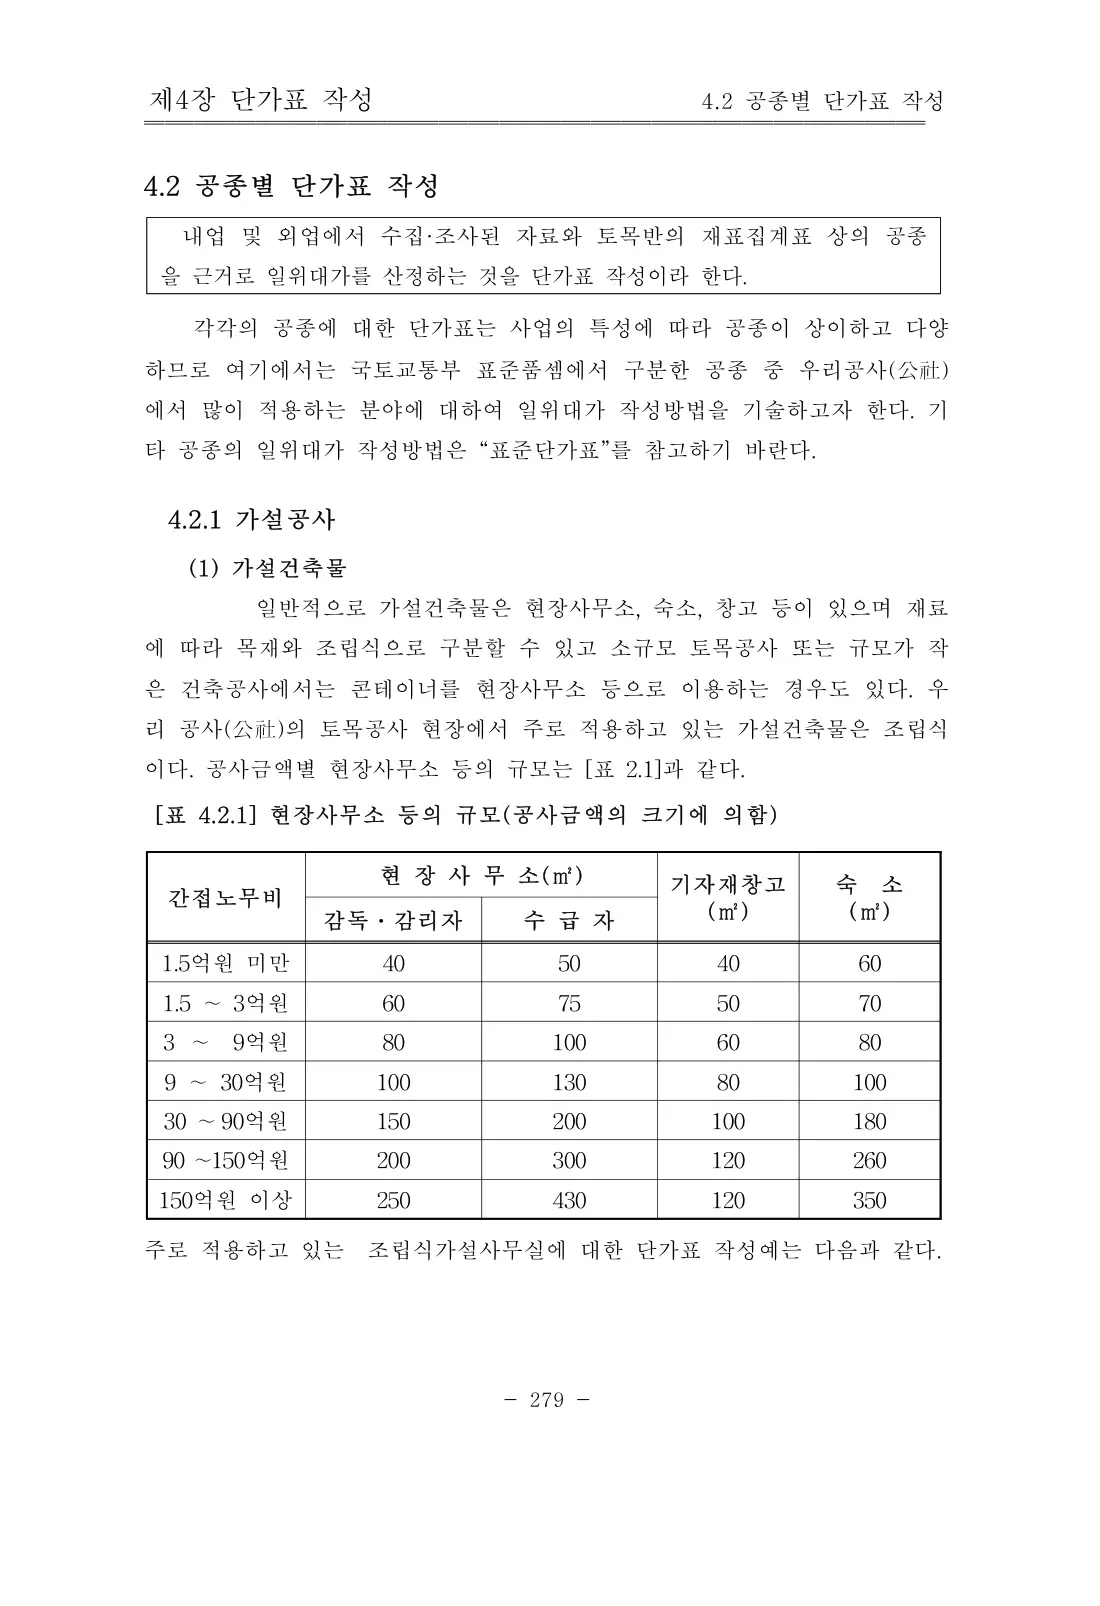 제4장 단가표 작성
4.2 공종별 단가표 작성
4.2 공종별 단가표 작성
내업 및 외업에서 수집·조사된 자료와 토목반의 재표집계표 상의 공종
을 근거로 일위대가를 산정하는 것을 단가표 작성이라 한다.
각각의 공종에 대한 단가표는 사업의 특성에 따라 공종이 상이하고 다양
하므로 여기에서는 국토교통부 표준품셈에서 구분한 공종 중 우리공사(公社)
에서 많이 적용하는 분야에 대하여 일위대가 작성방법을 기술하고자 한다. 기
타 공종의 일위대가 작성방법은 “표준단가표”를 참고하기 바란다.
4.2.1 가설공사
(1) 가설건축물
일반적으로 가설건축물은 현장사무소, 숙소, 창고 등이 있으며 재료
에 따라 목재와 조립식으로 구분할 수 있고 소규모 토목공사 또는 규모가 작
은 건축공사에서는 콘테이너를 현장사무소 등으로 이용하는 경우도 있다. 우
리 공사(公社)의 토목공사 현장에서 주로 적용하고 있는 가설건축물은 조립식
이다. 공사금액별 현장사무소 등의 규모는 [표 2.1]과 같다.
[표 4.2.1] 현장사무소 등의 규모(공사금액의 크기에 의함)
간접노무비 현 장 사 무 소(㎡) 기자재창고 (㎡) 숙 소 (㎡)
감독·감리자 수 급 자
1.5억원 미만 40 50 40 60
1.5 ~ 3억원 60 75 50 70
3 ~ 9억원 80 100 60 80
9 ~ 30억원 100 130 80 100
30 ~ 90억원 150 200 100 180
90 ~150억원 200 300 120 260
150억원 이상 250 430 120 350
주로 적용하고 있는 조립식가설사무실에 대한 단가표 작성예는 다음과 같다.
- 279 -